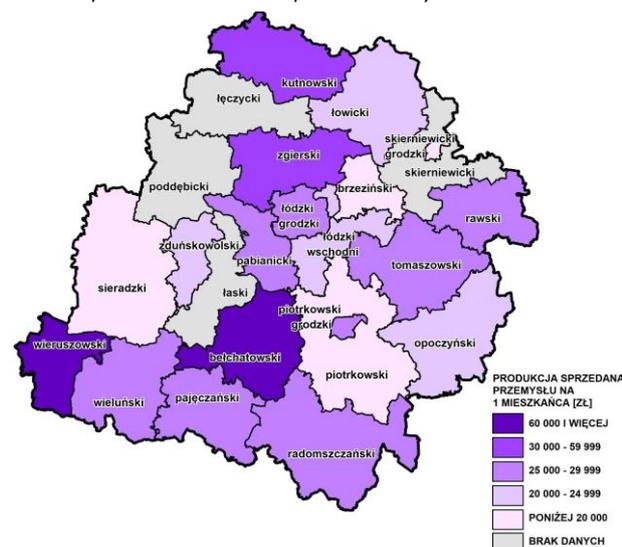 kutnowski
łęczycki
łowicki
skierniewicki
grodzki
skierniewicki
zgierski
brzeziński
poddębicki
łódzki
grodzki
rawski
zduńskowolski
łódzki
wschodni
pabianicki
tomaszowski
sieradzki
łaski
piotrkowski
grodzki
opoczyński
wieruszowski
bełchatowski
piotrkowski
wieluński
pajęczański
radomszczański
PRODUKCJA SPRZEDANA
PRZEMYSŁU NA
1 MIESZKAŃCA [ZŁ]
60 000 I WIĘCEJ
30 000 - 59 999
25 000 - 29 999
20 000 - 24 999
PONIŻEJ 20 000
BRAK DANYCH